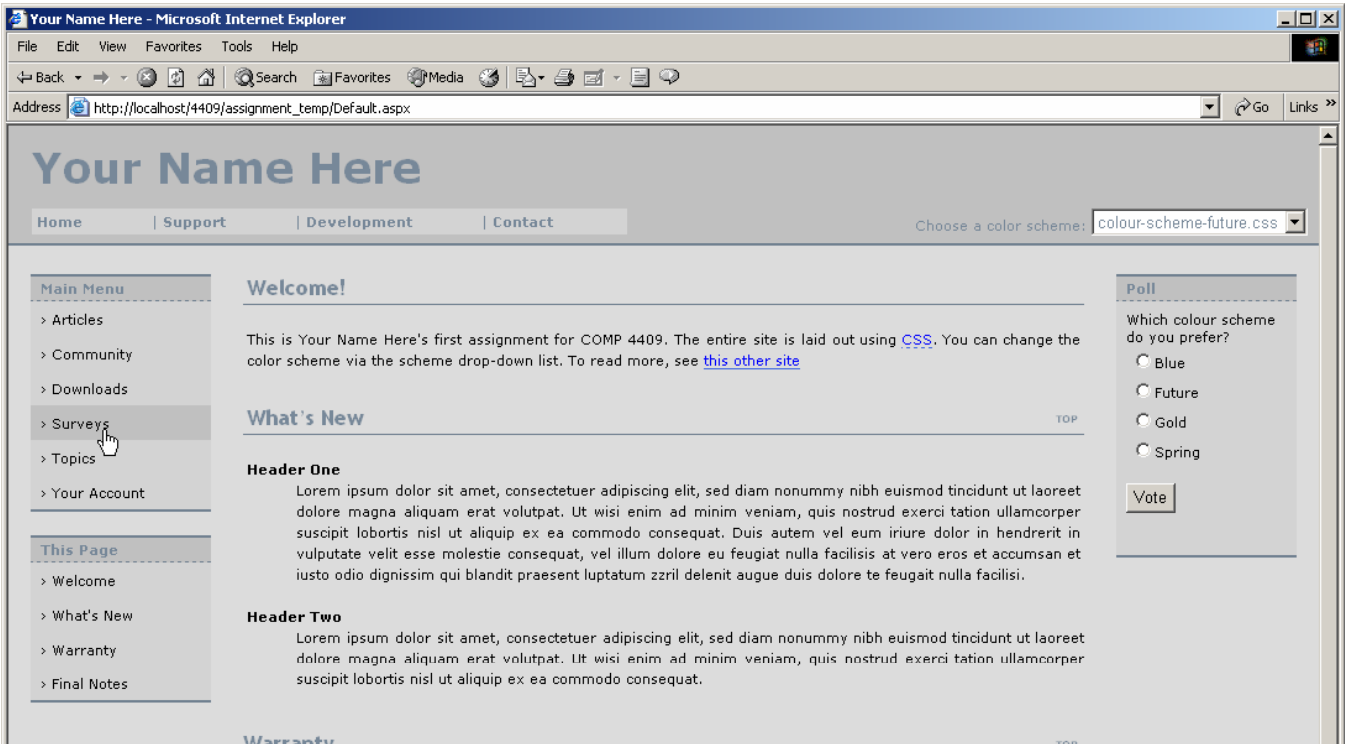 Your Name Here - Microsoft Internet Explorer
File Edit View Favorites Tools Help
Back Search Favorites Media
Address http://localhost/4409/assignment_temp/Default.aspx Go Links »
Your Name Here
Home | Support | Development | Contact
Choose a color scheme: colour-scheme-future.css
Main Menu
› Articles
› Community
› Downloads
› Surveys
› Topics
› Your Account
This Page
› Welcome
› What's New
› Warranty
› Final Notes
Welcome!
This is Your Name Here's first assignment for COMP 4409. The entire site is laid out using CSS. You can change the
color scheme via the scheme drop-down list. To read more, see this other site
What's New
TOP
Header One
Lorem ipsum dolor sit amet, consectetuer adipiscing elit, sed diam nonummy nibh euismod tincidunt ut laoreet
dolore magna aliquam erat volutpat. Ut wisi enim ad minim veniam, quis nostrud exerci tation ullamcorper
suscipit lobortis nisl ut aliquip ex ea commodo consequat. Duis autem vel eum iriure dolor in hendrerit in
vulputate velit esse molestie consequat, vel illum dolore eu feugiat nulla facilisis at vero eros et accumsan et
iusto odio dignissim qui blandit praesent luptatum zzril delenit augue duis dolore te feugait nulla facilisi.
Header Two
Lorem ipsum dolor sit amet, consectetuer adipiscing elit, sed diam nonummy nibh euismod tincidunt ut laoreet
dolore magna aliquam erat volutpat. Ut wisi enim ad minim veniam, quis nostrud exerci tation ullamcorper
suscipit lobortis nisl ut aliquip ex ea commodo consequat.
Warranty
TOP
Poll
Which colour scheme
do you prefer?
Blue
Future
Gold
Spring
Vote